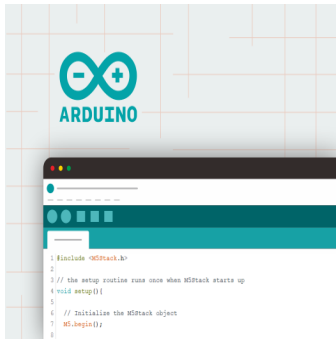 ARDUINO
1 #include <M5Stack.h>
2
3 // the setup routine runs once when M5Stack starts up
4 void setup(){
5
6 // Initialize the M5Stack object
7 M5.begin();
8